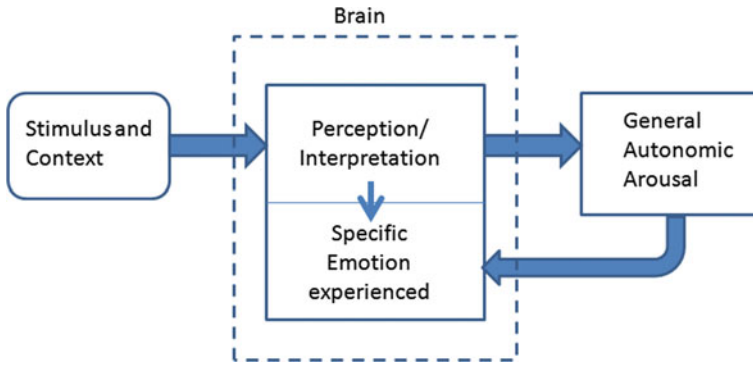 Brain
Stimulus and
Context
Perception/
Interpretation
Specific
Emotion
experienced
General
Autonomic
Arousal